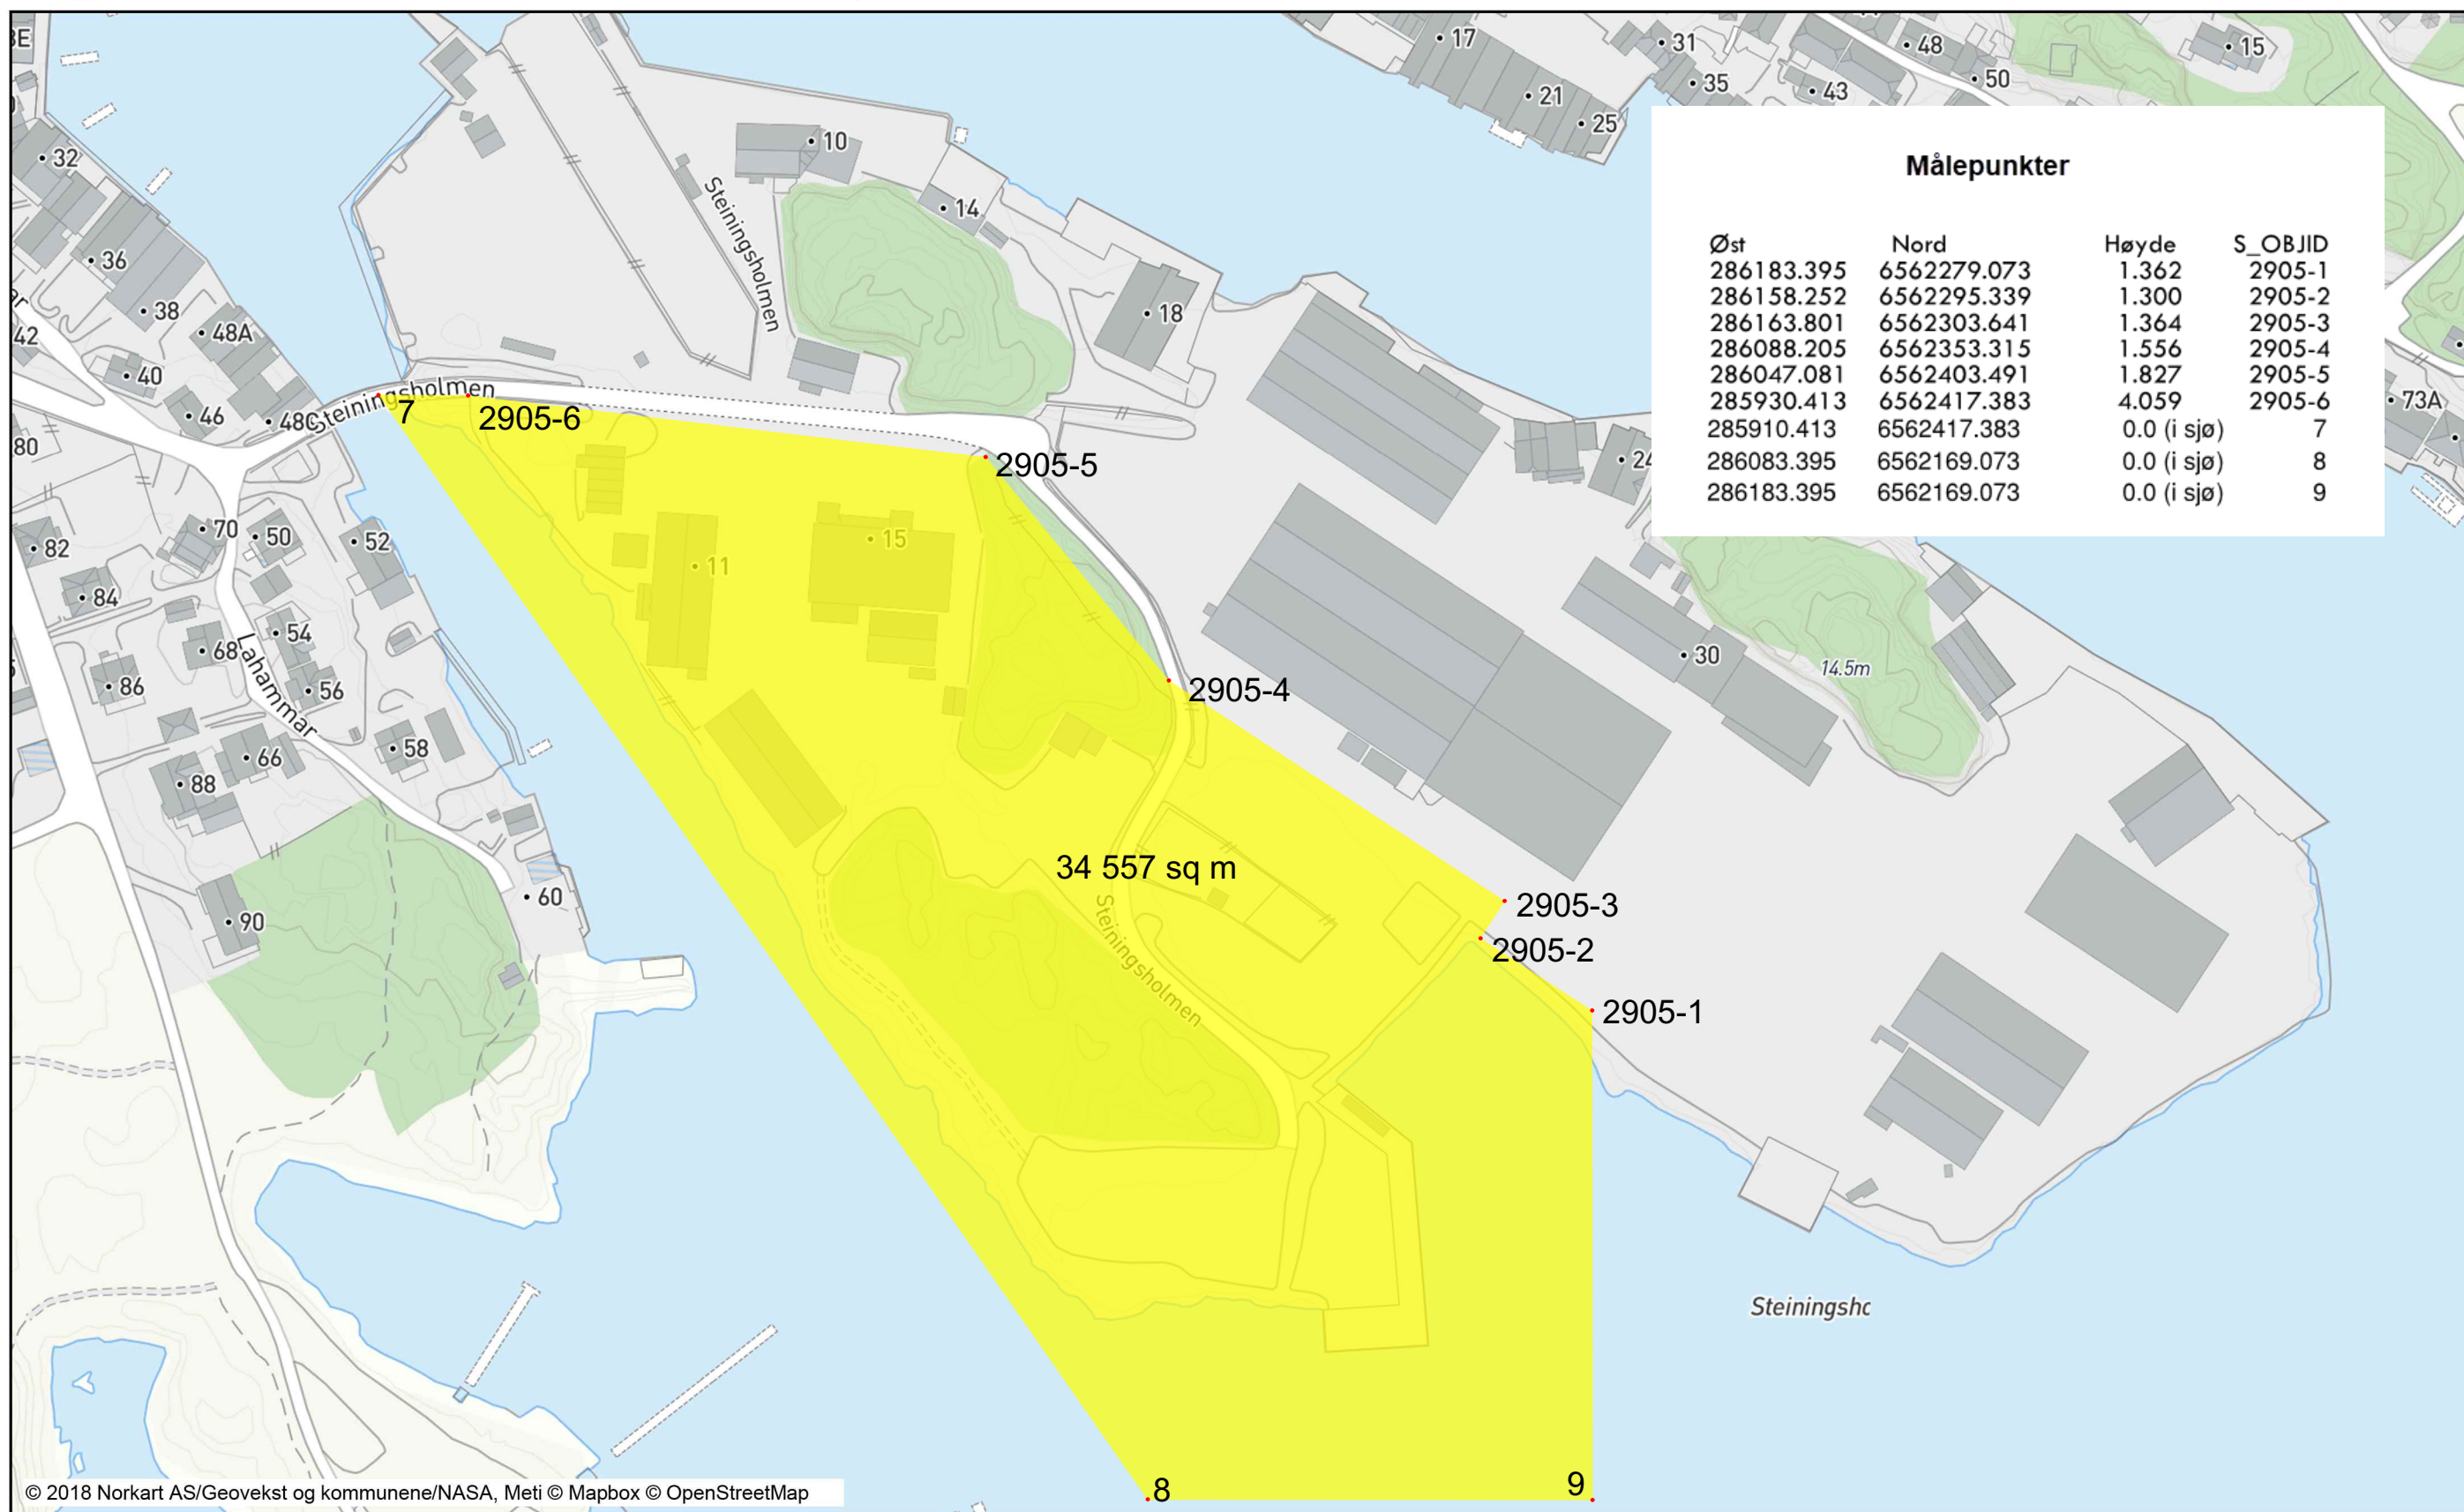 Målepunkter
Øst Nord Høyde S_OBJID
286183.395 6562279.073 1.362 2905-1
286158.252 6562295.339 1.300 2905-2
286163.801 6562303.641 1.364 2905-3
286088.205 6562353.315 1.556 2905-4
286047.081 6562403.491 1.827 2905-5
285930.413 6562417.383 4.059 2905-6
285910.413 6562417.383 0.0 (i sjø) 7
286083.395 6562169.073 0.0 (i sjø) 8
286183.395 6562169.073 0.0 (i sjø) 9
17
31
48
15
50
35
43
21
25
10
32
14
Steiningsholmen
36
38
18
48A
42
40
Steiningsholmen
7
2905-6
46
48C
73A
80
2905-5
24
70
50
52
15
82
11
84
54
68
Lahammar
30
14.5m
86
56
2905-4
58
66
88
34 557 sq m
60
2905-3
90
2905-2
Steiningsholmen
2905-1
Steiningshc
8
9
© 2018 Norkart AS/Geovekst og kommunene/NASA, Meti © Mapbox © OpenStreetMap